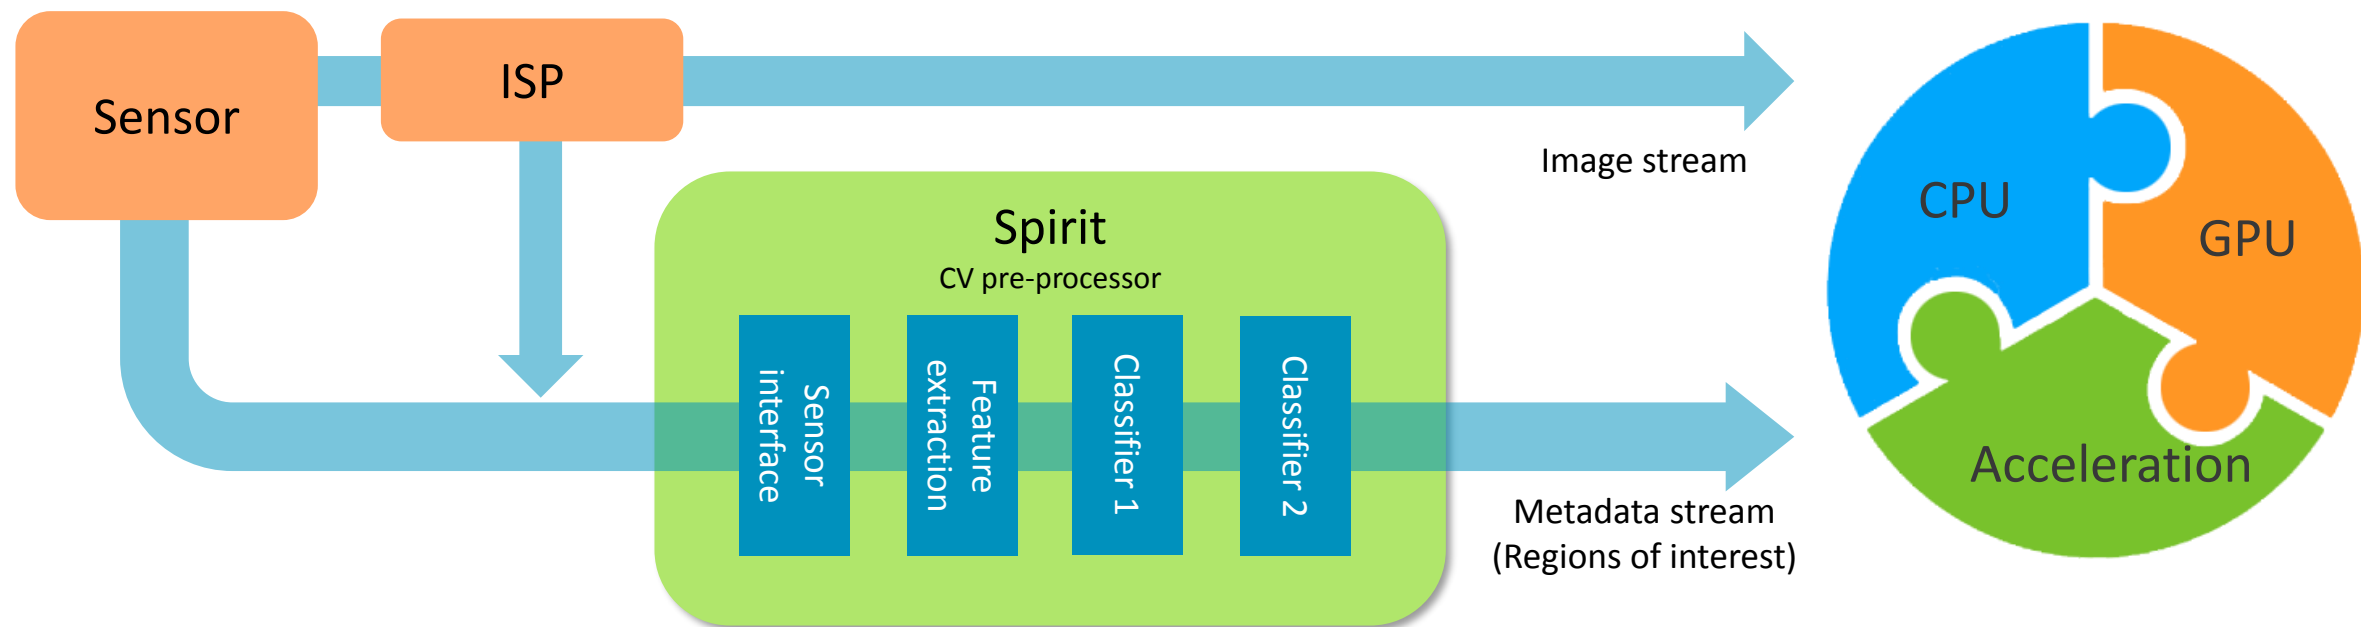 Sensor
ISP
Image stream
Spirit
CV pre-processor
Sensor
interface
Feature
extraction
Classifier 1
Classifier 2
Metadata stream
(Regions of interest)
CPU
GPU
Acceleration